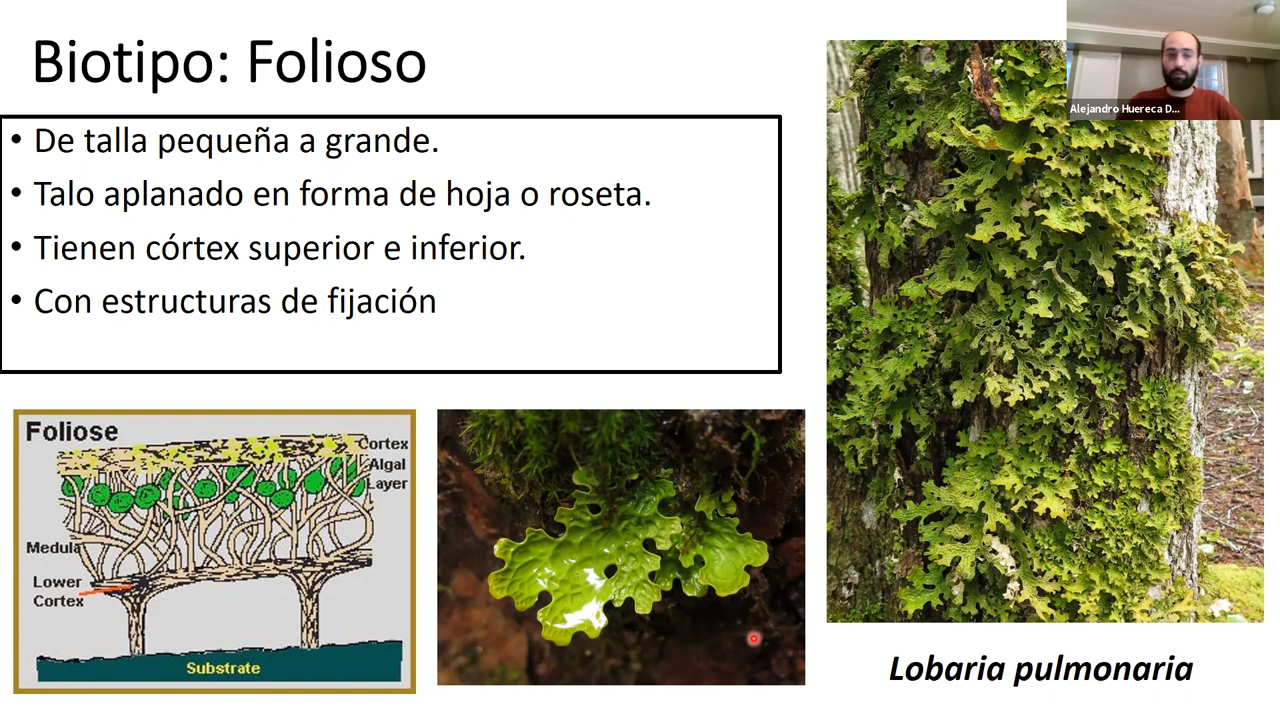 Biotipo: Folioso
Alejandro Huereca D...
• De talla pequeña a grande.
• Talo aplanado en forma de hoja o roseta.
• Tienen córtex superior e inferior.
• Con estructuras de fijación
Foliose
Cortex
Algal
Layer
Medula
Lower
Cortex
Substrate
Lobaria pulmonaria